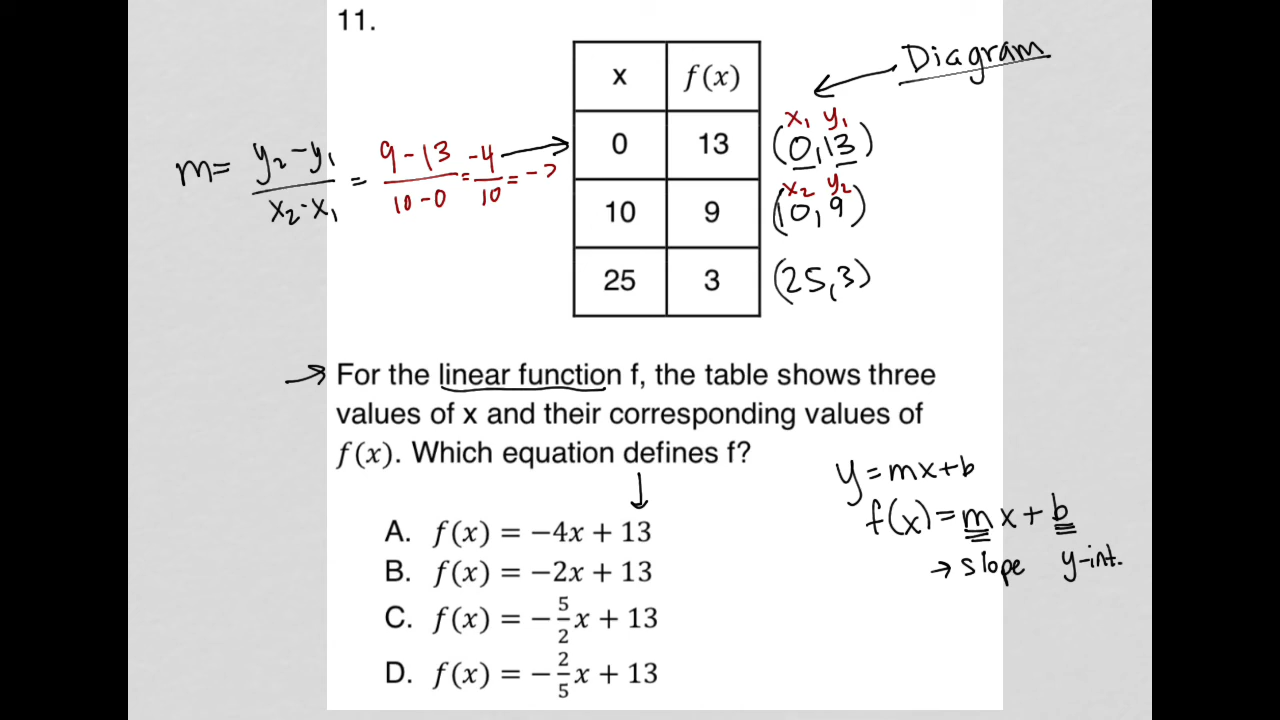 11.
Diagram
x f(x)
0 13
10 9
25 3
x₁ y₁
(0,13)
x₂ y₂
(10,9)
(25,3)
m= y₂-y₁/x₂-x₁ = 9-13/10-0 = -4/10 = -
For the linear function f, the table shows three
values of x and their corresponding values of
f(x). Which equation defines f?
y=mx+b
f(x)=mx+b
→ slope y-int.
A. f(x) = −4x + 13
B. f(x) = −2x + 13
C. f(x) = −5/2x + 13
D. f(x) = −2/5x + 13